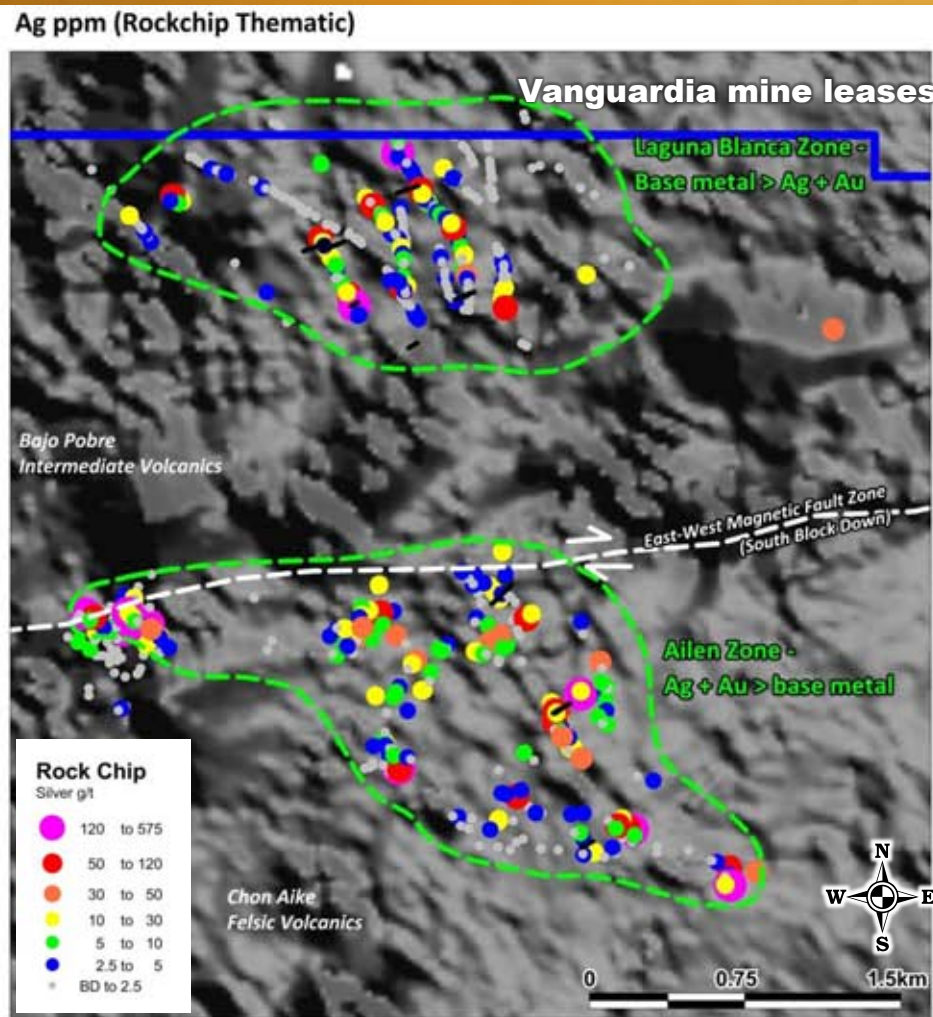 Ag ppm (Rockchip Thematic)
Vanguardia mine leases
Laguna Blanca Zone -
Base metal > Ag + Au
Bajo Pobre
Intermediate Volcanics
East-West Magnetic Fault Zone
(South Block Down)
Ailen Zone -
Ag + Au > base metal
Rock Chip
Silver g/t
120 to 575
50 to 120
30 to 50
10 to 30
5 to 10
2.5 to 5
BD to 2.5
Chon Aike
Felsic Volcanics
N
W E
S
0 0.75 1.5km